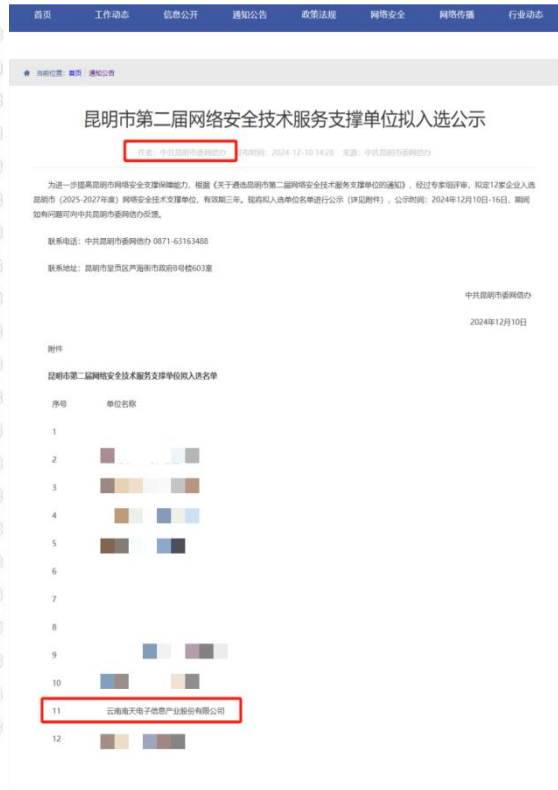 首页 工作动态 信息公开 通知公告 政策法规 网络安全 网络传播 行业动态
当前位置: 首页 | 通知公告
昆明市第二届网络安全技术服务支撑单位拟入选公示
作者: 中共昆明市委网信办 发布时间: 2024-12-10 14:28 来源: 中共昆明市委网信办
为进一步提高昆明市网络安全支撑保障能力，根据《关于遴选昆明市第二届网络安全技术服务支撑单位的通知》，经过专家组评审，拟定12家企业入选
昆明市（2025-2027年度）网络安全技术支撑单位，有效期三年。现将拟入选单位名单进行公示（详见附件），公示时间：2024年12月10日-16日，期间
如有问题可向中共昆明市委网信办反馈。
联系电话：中共昆明市委网信办 0871-63163488
联系地址：昆明市呈贡区芦海街市政府8号楼603室
中共昆明市委网信办
2024年12月10日
附件
昆明市第二届网络安全技术服务支撑单位拟入选名单
序号 单位名称
1
2
3
4
5
6
7
8
9
10
11 云南南天电子信息产业股份有限公司
12